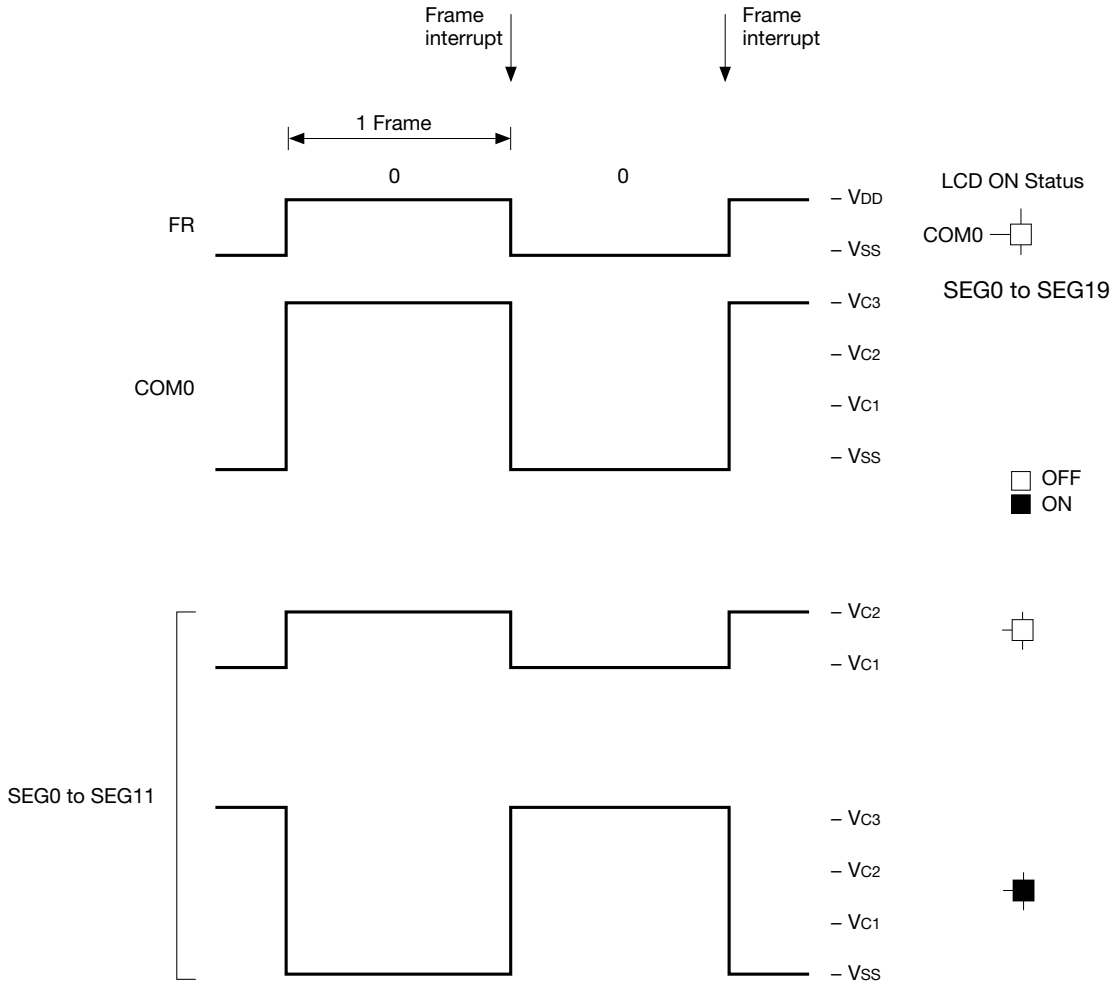 Frame
interrupt
Frame
interrupt
1 Frame
0
0
LCD ON Status
FR
– VDD
– VSS
COM0
SEG0 to SEG19
COM0
– VC3
– VC2
– VC1
– VSS
OFF
ON
SEG0 to SEG11
– VC2
– VC1
– VC3
– VC2
– VC1
– VSS